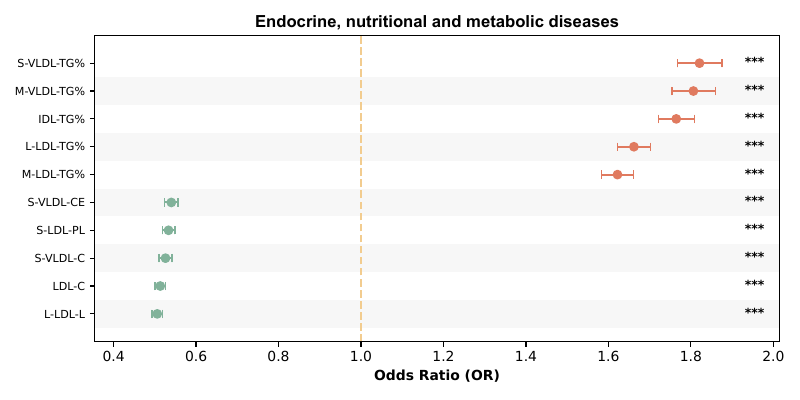 Endocrine, nutritional and metabolic diseases
S-VLDL-TG% ***
M-VLDL-TG% ***
IDL-TG% ***
L-LDL-TG% ***
M-LDL-TG% ***
S-VLDL-CE ***
S-LDL-PL ***
S-VLDL-C ***
LDL-C ***
L-LDL-L ***
0.4 0.6 0.8 1.0 1.2 1.4 1.6 1.8 2.0
Odds Ratio (OR)